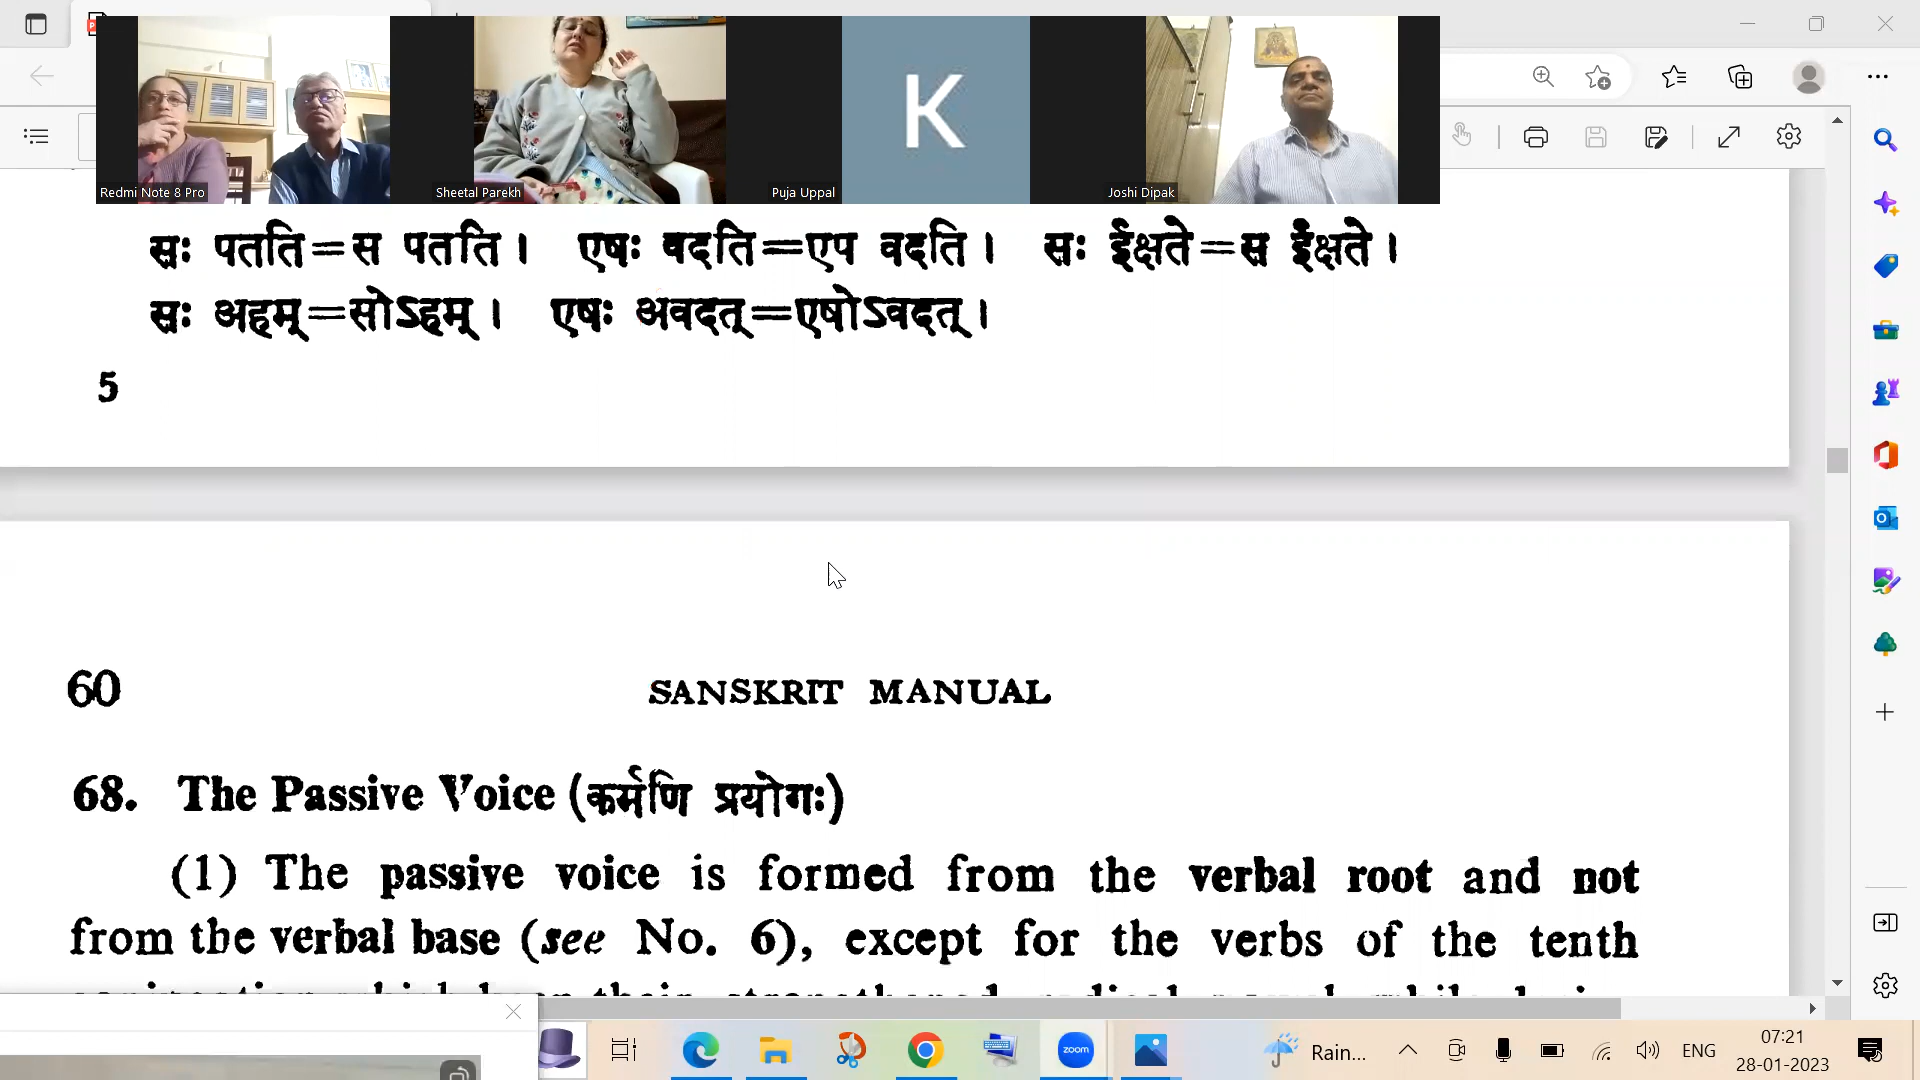 K
Redmi Note 8 Pro
Sheetal Parekh
Puja Uppal
Joshi Dipak
सः पतति=स पतति। एषः वदति=एप वदति। सः ईक्षते=स ईक्षते।
सः अहम्=सोऽहम्। एषः अवदत्=एषोऽवदत्।
5
60 SANSKRIT MANUAL
68. The Passive Voice (कर्मणि प्रयोगः)
(1) The passive voice is formed from the verbal root and not
from the verbal base (see No. 6), except for the verbs of the tenth
zoom
Rain...
ENG
07:21
28-01-2023